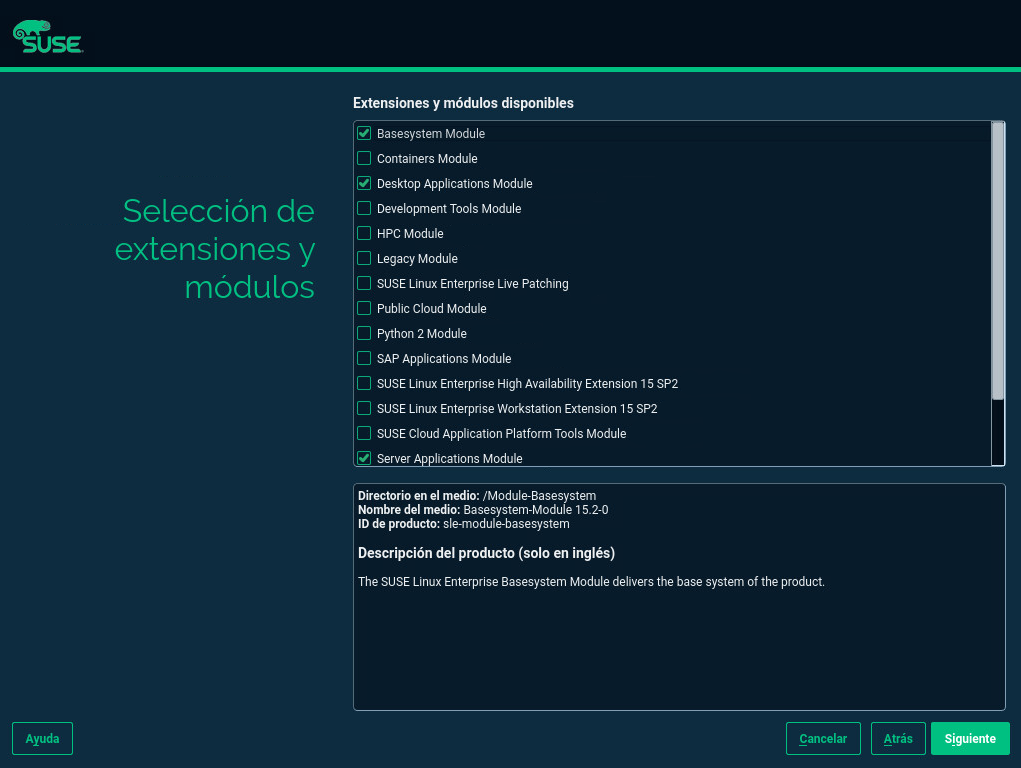 SUSE
Extensiones y módulos disponibles
Basesystem Module
Containers Module
Desktop Applications Module
Development Tools Module
HPC Module
Legacy Module
SUSE Linux Enterprise Live Patching
Public Cloud Module
Python 2 Module
SAP Applications Module
SUSE Linux Enterprise High Availability Extension 15 SP2
SUSE Linux Enterprise Workstation Extension 15 SP2
SUSE Cloud Application Platform Tools Module
Server Applications Module
Selección de
extensiones y
módulos
Directorio en el medio: /Module-Basesystem
Nombre del medio: Basesystem-Module 15.2-0
ID de producto: sle-module-basesystem
Descripción del producto (solo en inglés)
The SUSE Linux Enterprise Basesystem Module delivers the base system of the product.
Ayuda
Cancelar
Atrás
Siguiente